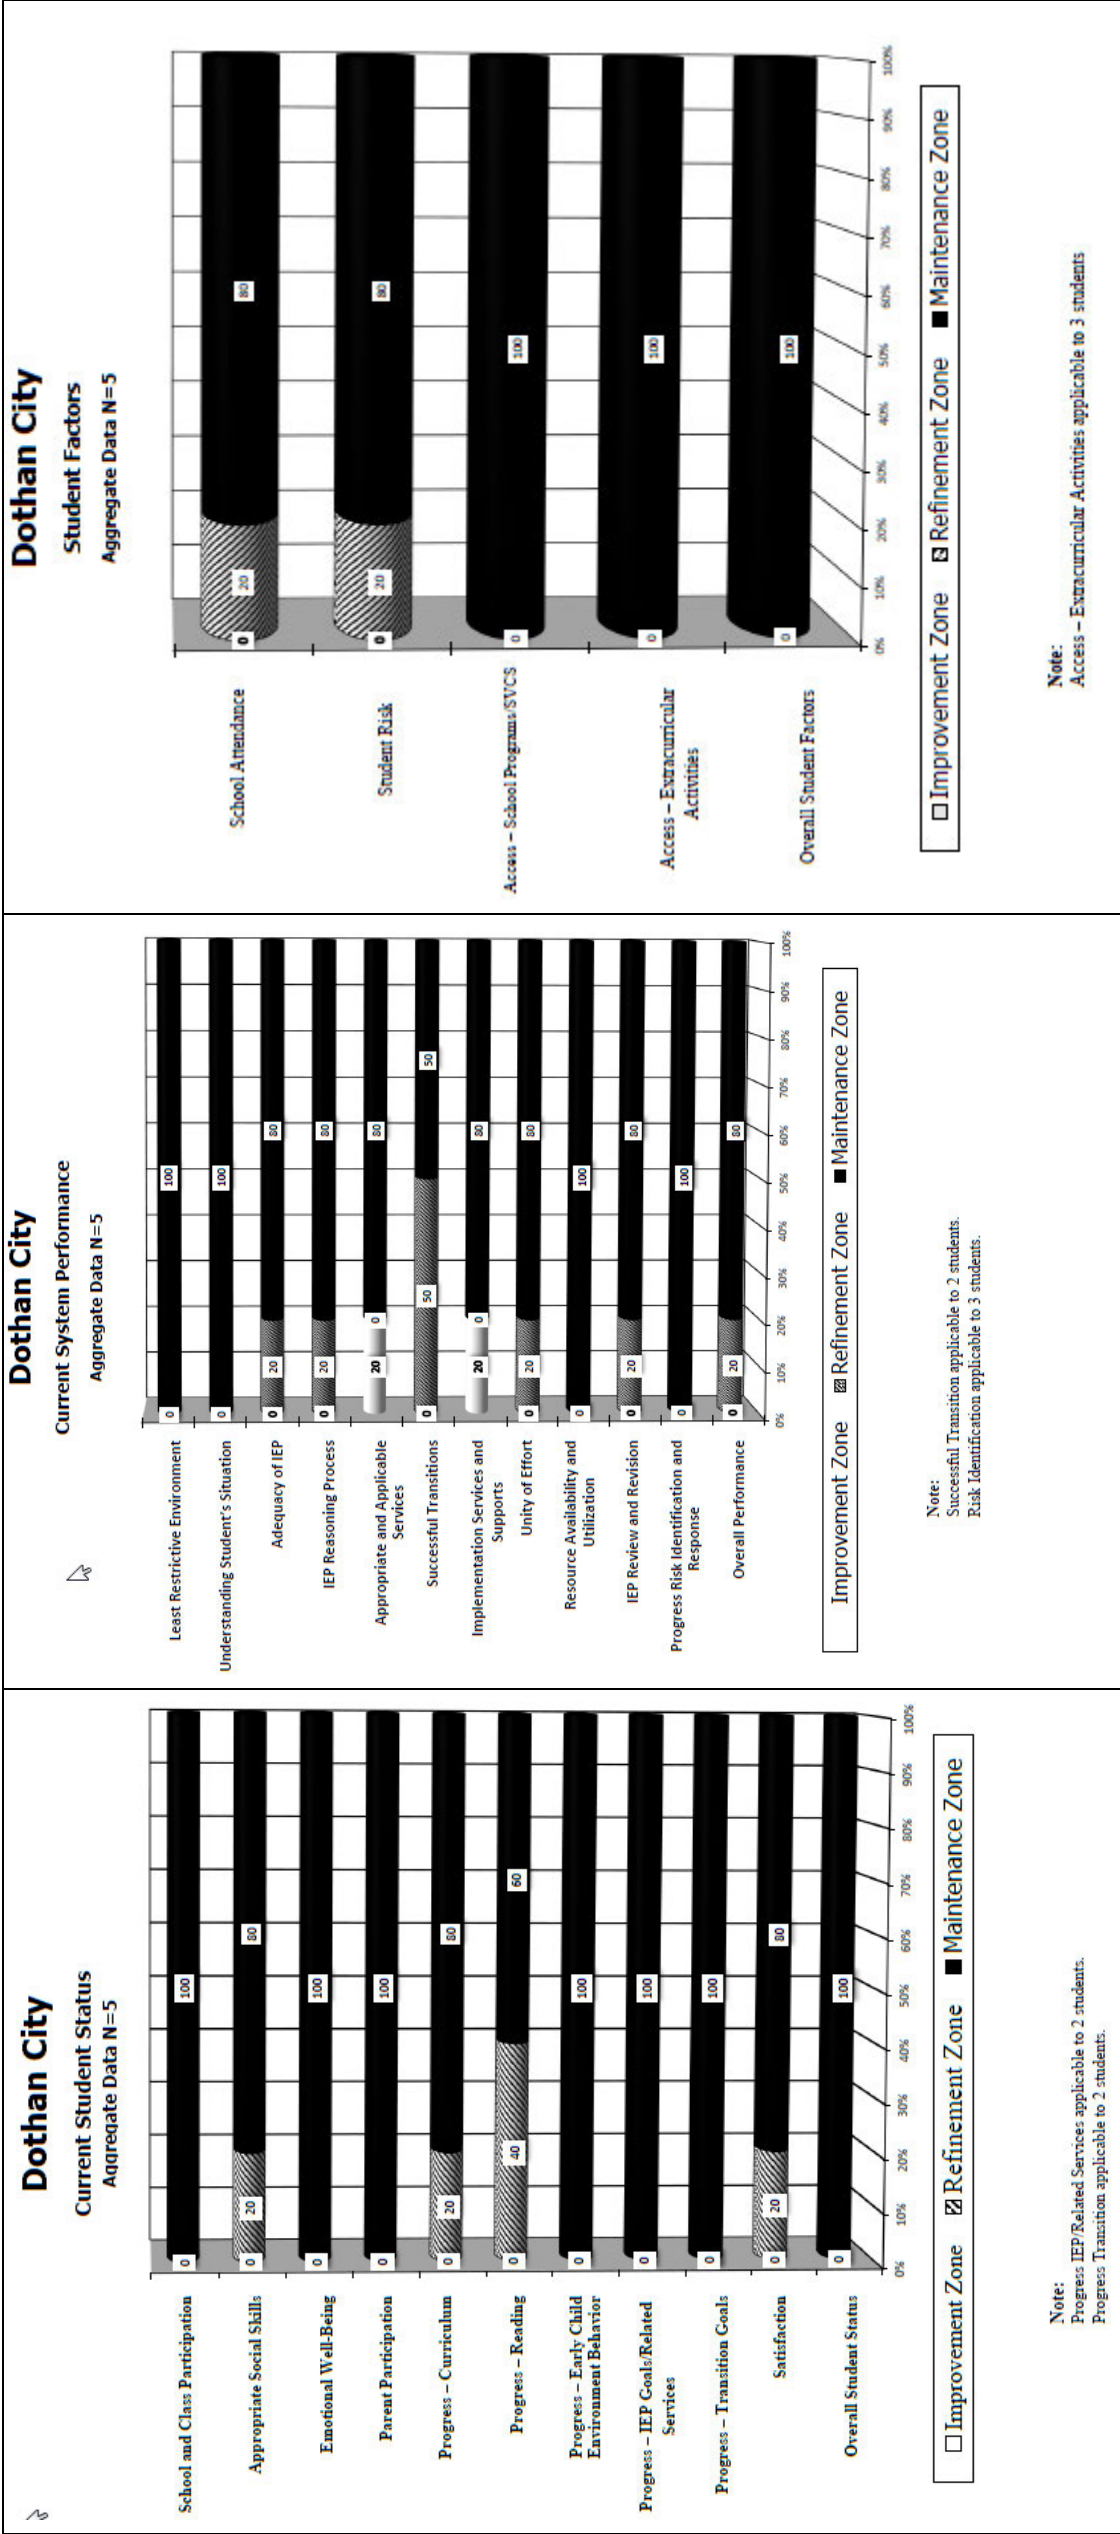 Dothan City
Current Student Status
Aggregate Data N=5
School and Class Participation
0
100
Appropriate Social Skills
0
20
80
Emotional Well-Being
0
100
Parent Participation
0
100
Progress – Curriculum
0
20
80
Progress – Reading
0
40
60
Progress – Early Child
Environment Behavior
0
100
Progress – IEP Goals/Related
Services
0
100
Progress – Transition Goals
0
100
Satisfaction
0
20
80
Overall Student Status
0
100
0%
10%
20%
30%
40%
50%
60%
70%
80%
90%
100%
Improvement Zone
Refinement Zone
Maintenance Zone
Note:
Progress IEP/Related Services applicable to 2 students.
Progress Transition applicable to 2 students.
Dothan City
Current System Performance
Aggregate Data N=5
Least Restrictive Environment
0
100
Understanding Student's Situation
0
100
Adequacy of IEP
0
20
80
IEP Reasoning Process
0
20
80
Appropriate and Applicable
Services
20
0
80
Successful Transitions
0
50
50
Implementation Services and
Supports
20
0
80
Unity of Effort
0
20
80
Resource Availability and
Utilization
0
100
IEP Review and Revision
0
20
80
Progress Risk Identification and
Response
0
100
Overall Performance
0
20
80
0%
10%
20%
30%
40%
50%
60%
70%
80%
90%
100%
Improvement Zone
Refinement Zone
Maintenance Zone
Note:
Successful Transition applicable to 2 students.
Risk Identification applicable to 3 students.
Dothan City
Student Factors
Aggregate Data N=5
School Attendance
0
20
80
Student Risk
0
20
80
Access – School Programs/SVCS
0
100
Access – Extracurricular
Activities
0
100
Overall Student Factors
0
100
0%
10%
20%
30%
40%
50%
60%
70%
80%
90%
100%
Improvement Zone
Refinement Zone
Maintenance Zone
Note:
Access – Extracurricular Activities applicable to 3 students